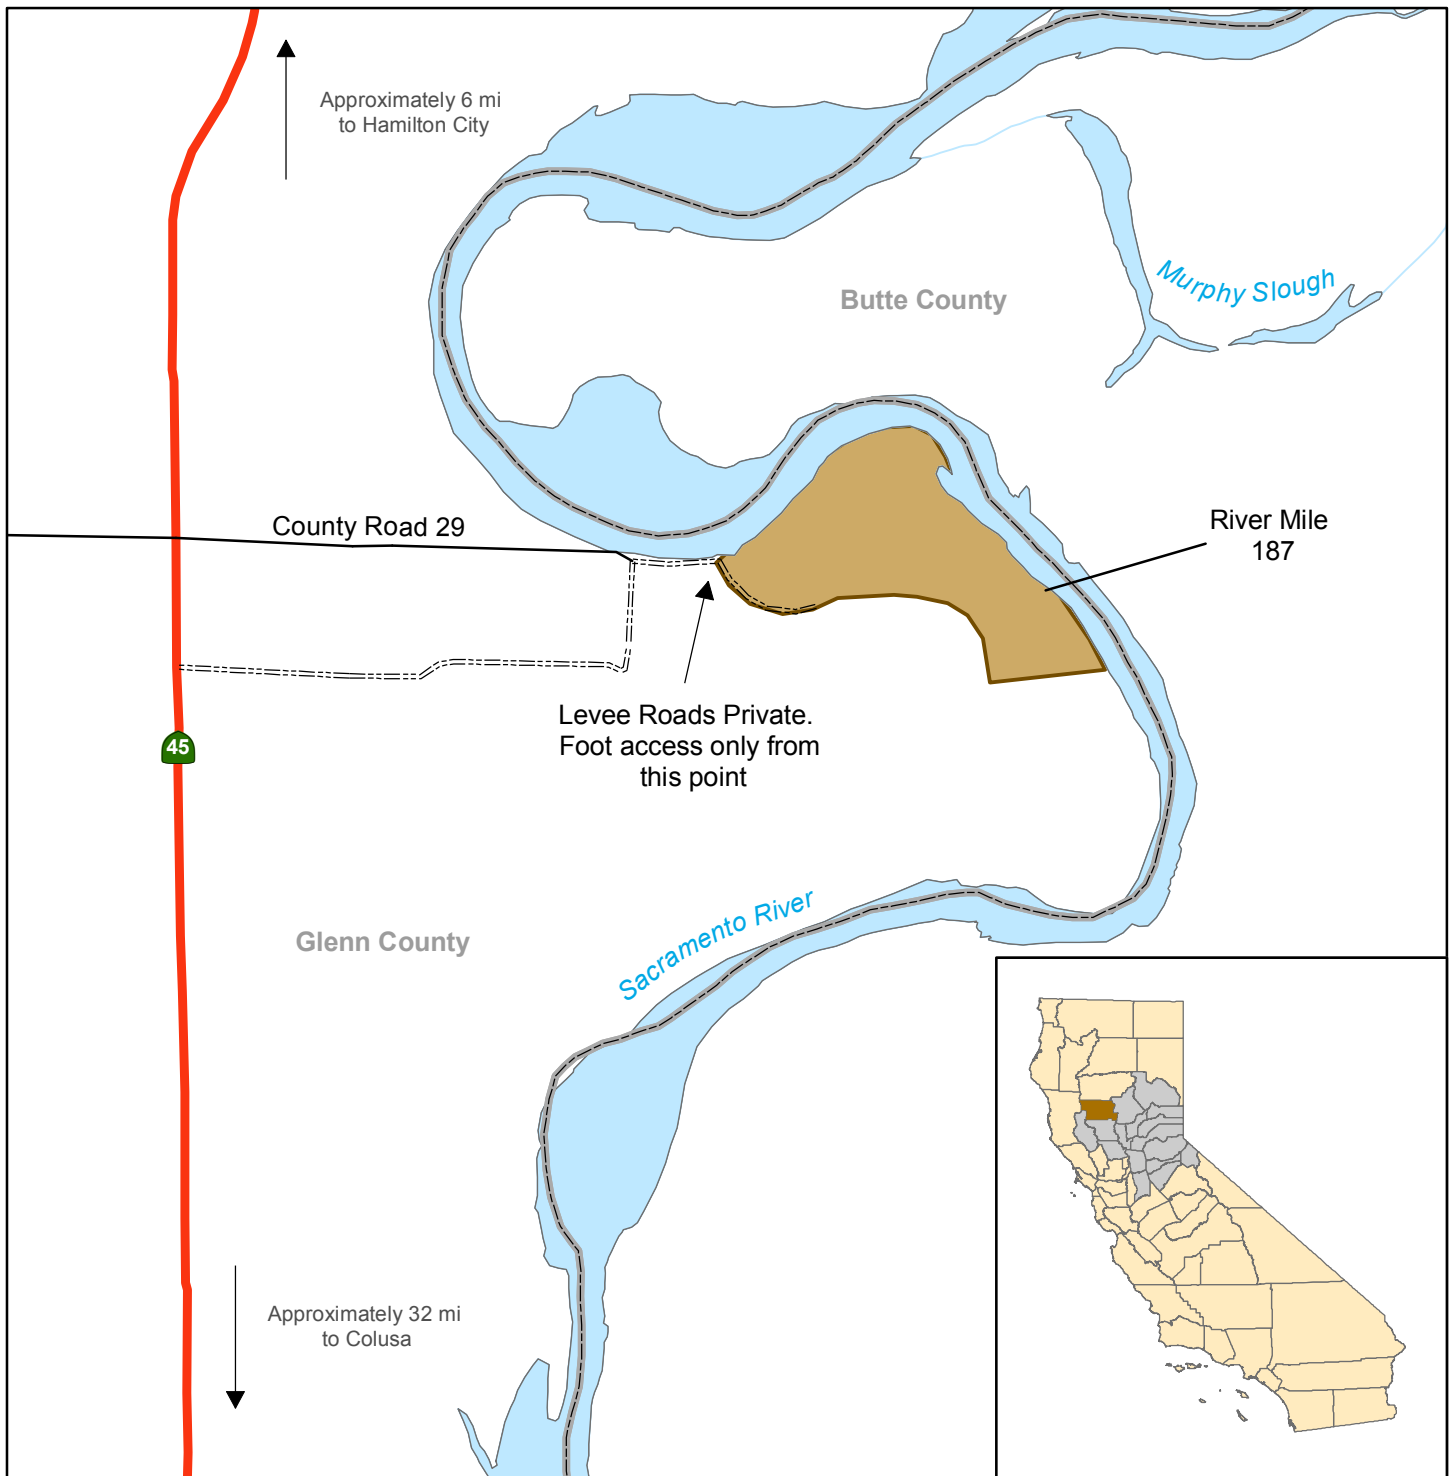 Approximately 6 mi
to Hamilton City
Murphy Slough
Butte County
County Road 29
River Mile
187
Levee Roads Private.
Foot access only from
this point
45
Sacramento River
Glenn County
Approximately 32 mi
to Colusa